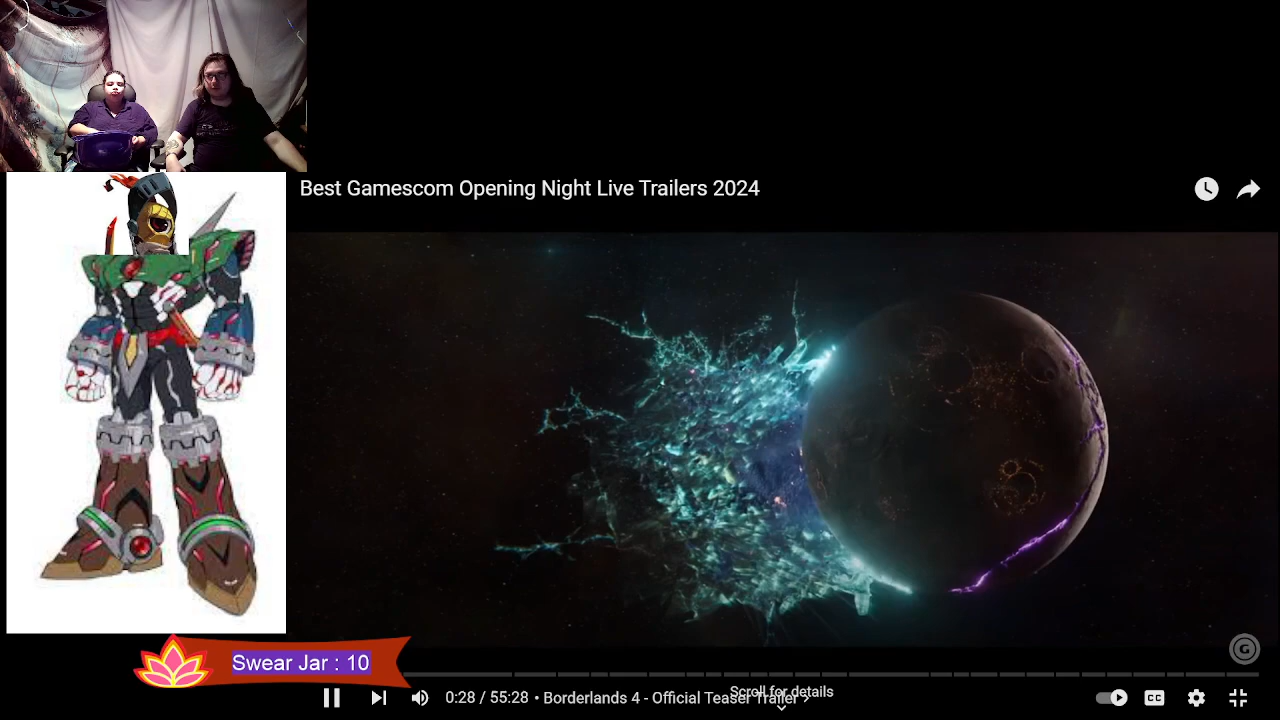 Best Gamescom Opening Night Live Trailers 2024
G
Swear Jar : 10
Scroll for details
0:28 / 55:28 • Borderlands 4 - Official Teaser Trailer
CC